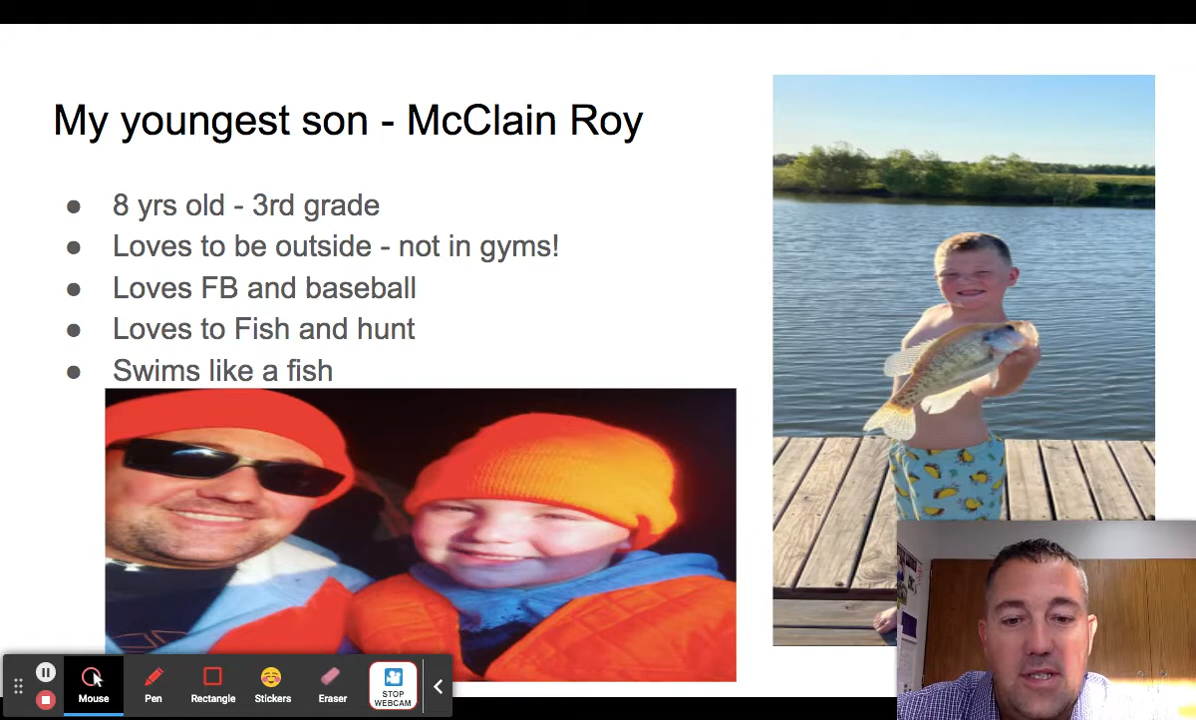 My youngest son - McClain Roy
● 8 yrs old - 3rd grade
● Loves to be outside - not in gyms!
● Loves FB and baseball
● Loves to Fish and hunt
● Swims like a fish
Mouse
Pen
Rectangle
Stickers
Eraser
STOP
WEBCAM